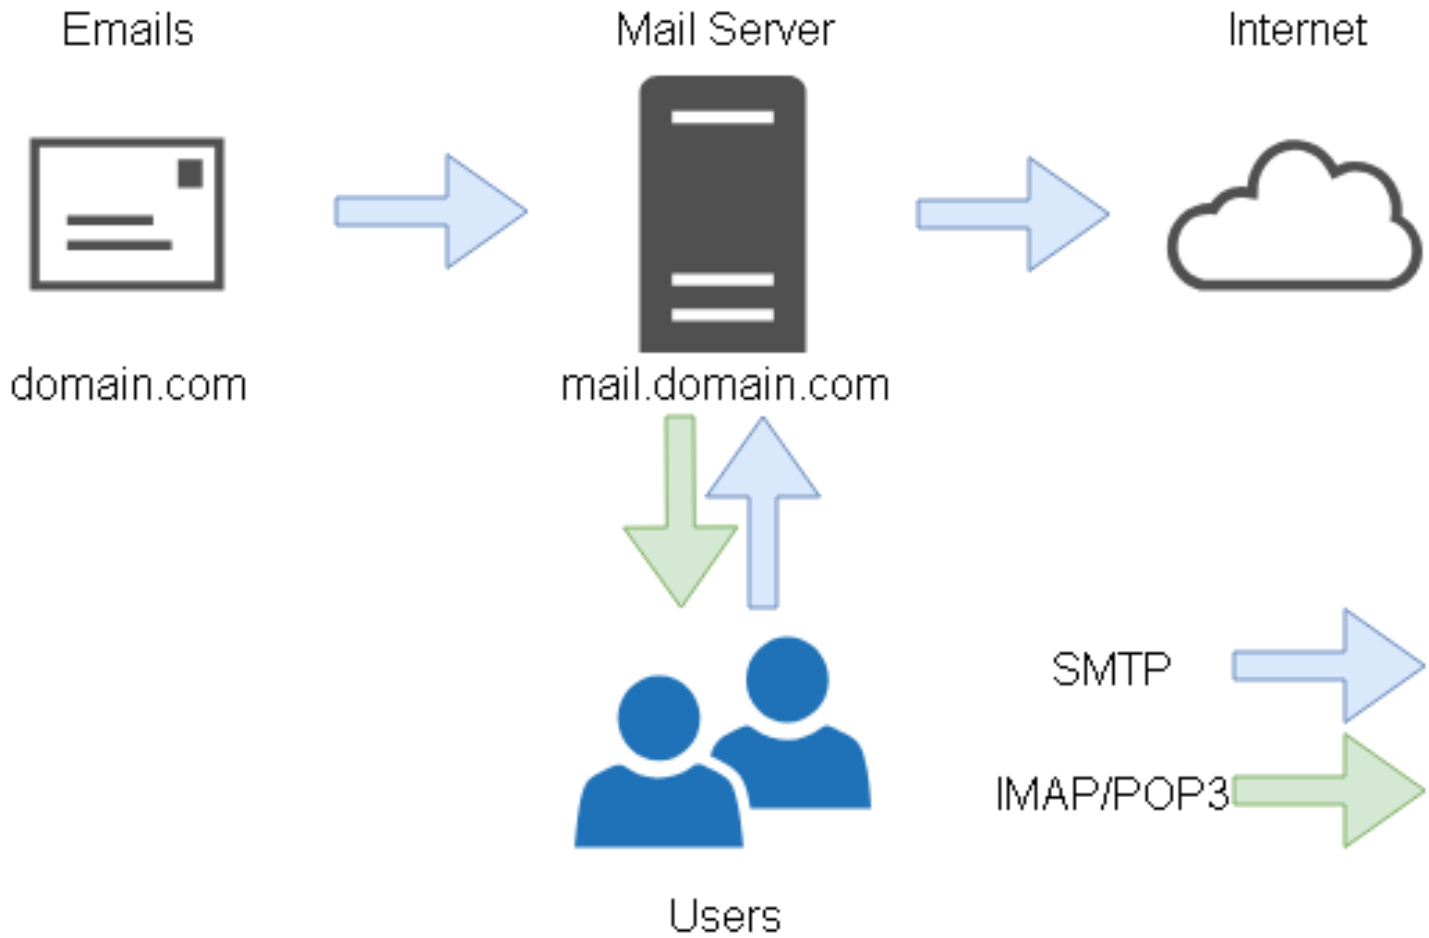 Emails
Mail Server
Internet
domain.com
mail.domain.com
SMTP
IMAP/POP3
Users